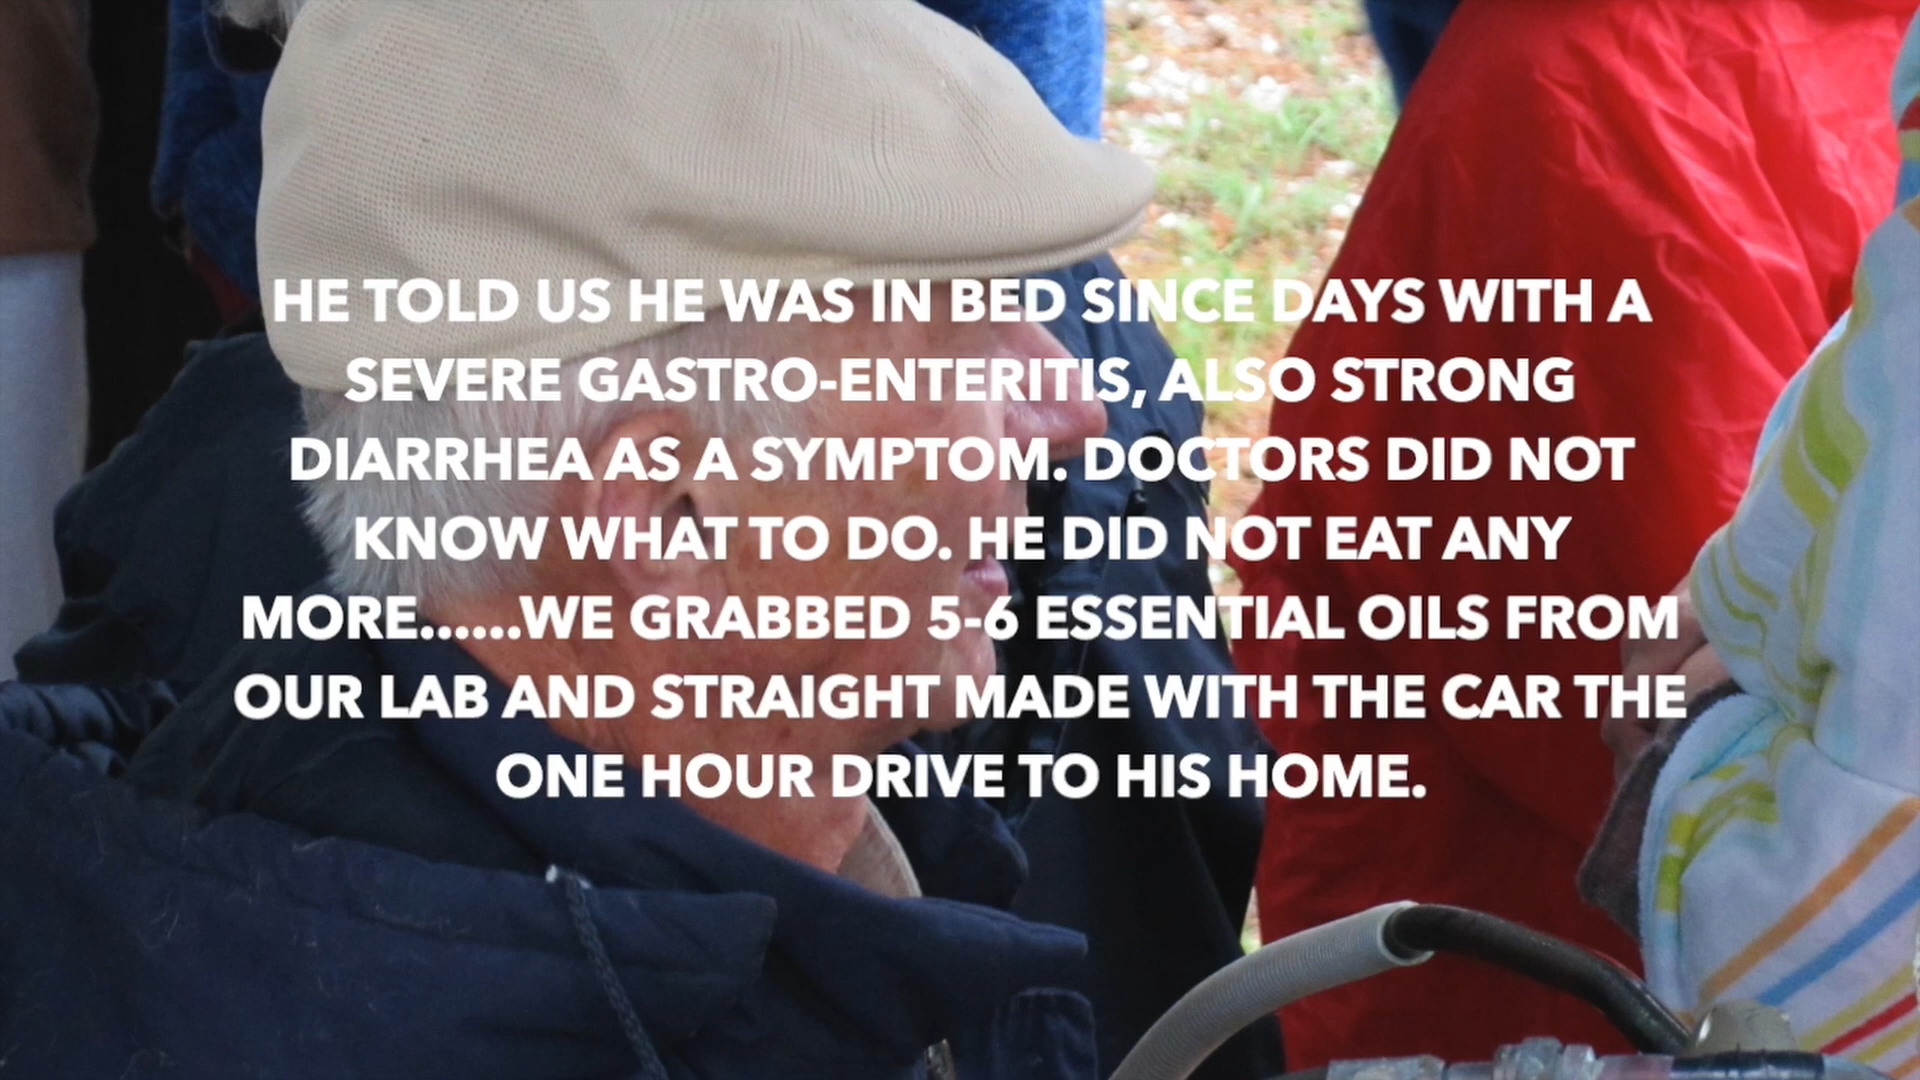 HE TOLD US HE WAS IN BED SINCE DAYS WITH A
SEVERE GASTRO-ENTERITIS, ALSO STRONG
DIARRHEA AS A SYMPTOM. DOCTORS DID NOT
KNOW WHAT TO DO. HE DID NOT EAT ANY
MORE......WE GRABBED 5-6 ESSENTIAL OILS FROM
OUR LAB AND STRAIGHT MADE WITH THE CAR THE
ONE HOUR DRIVE TO HIS HOME.